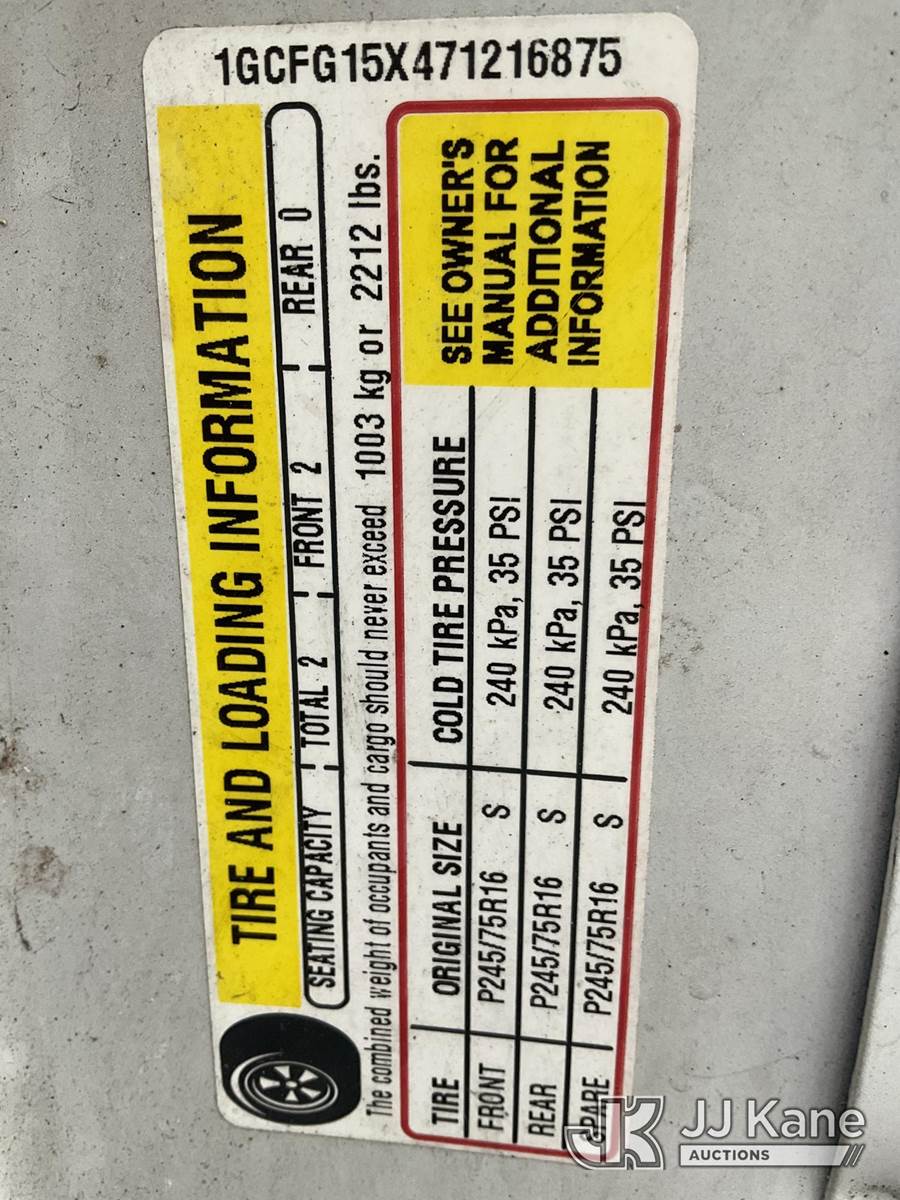 1GCFG15X471216875
TIRE AND LOADING INFORMATION
SEATING CAPACITY TOTAL 2 FRONT 2 REAR 0
The combined weight of occupants and cargo should never exceed 1003 kg or 2212 lbs.
TIRE ORIGINAL SIZE COLD TIRE PRESSURE
FRONT P245/75R16 S 240 kPa, 35 PSI
REAR P245/75R16 S 240 kPa, 35 PSI
SPARE P245/75R16 S 240 kPa, 35 PSI
SEE OWNER'S
MANUAL FOR
ADDITIONAL
INFORMATION
JK JJ Kane
AUCTIONS